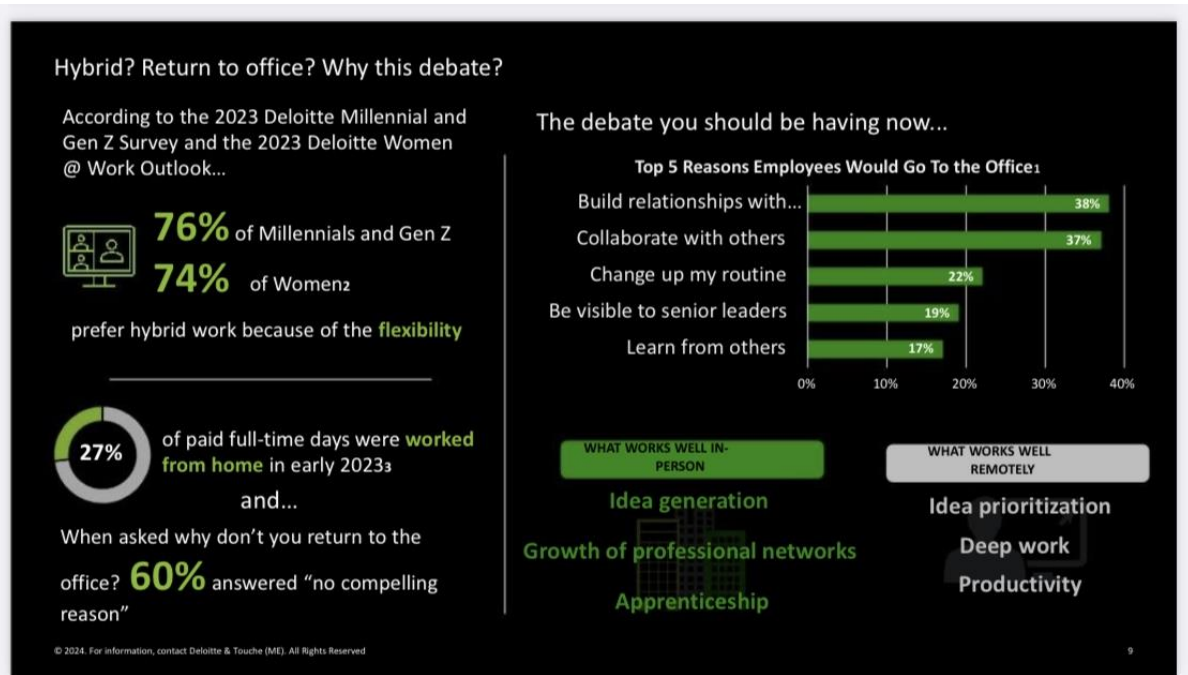 Hybrid? Return to office? Why this debate?
According to the 2023 Deloitte Millennial and
Gen Z Survey and the 2023 Deloitte Women
@ Work Outlook...
76% of Millennials and Gen Z
74% of Women2
prefer hybrid work because of the flexibility
27%
of paid full-time days were worked
from home in early 20233
and...
When asked why don't you return to the
office? 60% answered "no compelling
reason"
The debate you should be having now...
Top 5 Reasons Employees Would Go To the Office1
Build relationships with... 38%
Collaborate with others 37%
Change up my routine 22%
Be visible to senior leaders 19%
Learn from others 17%
0% 10% 20% 30% 40%
WHAT WORKS WELL IN-
PERSON
Idea generation
Growth of professional networks
Apprenticeship
WHAT WORKS WELL
REMOTELY
Idea prioritization
Deep work
Productivity
© 2024. For information, contact Deloitte & Touche (ME). All Rights Reserved
9